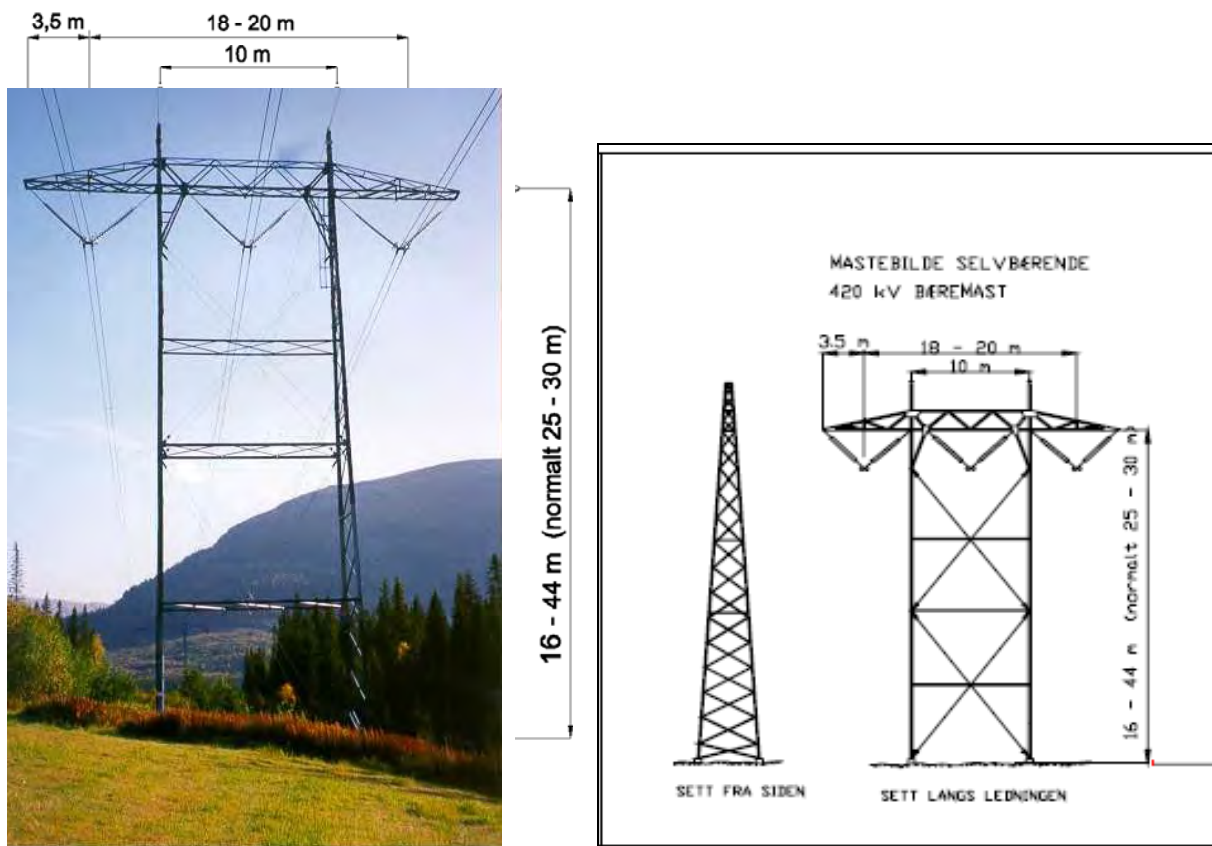 3,5 m
18 - 20 m
10 m
16 - 44 m (normalt 25 - 30 m)
MASTEBILDE SELVBÆRENDE
420 kV BÆREMAST
3.5 m
18 - 20 m
10 m
16 - 44 m (normalt 25 - 30 m)
SETT FRA SIDEN
SETT LANGS LEDNINGEN